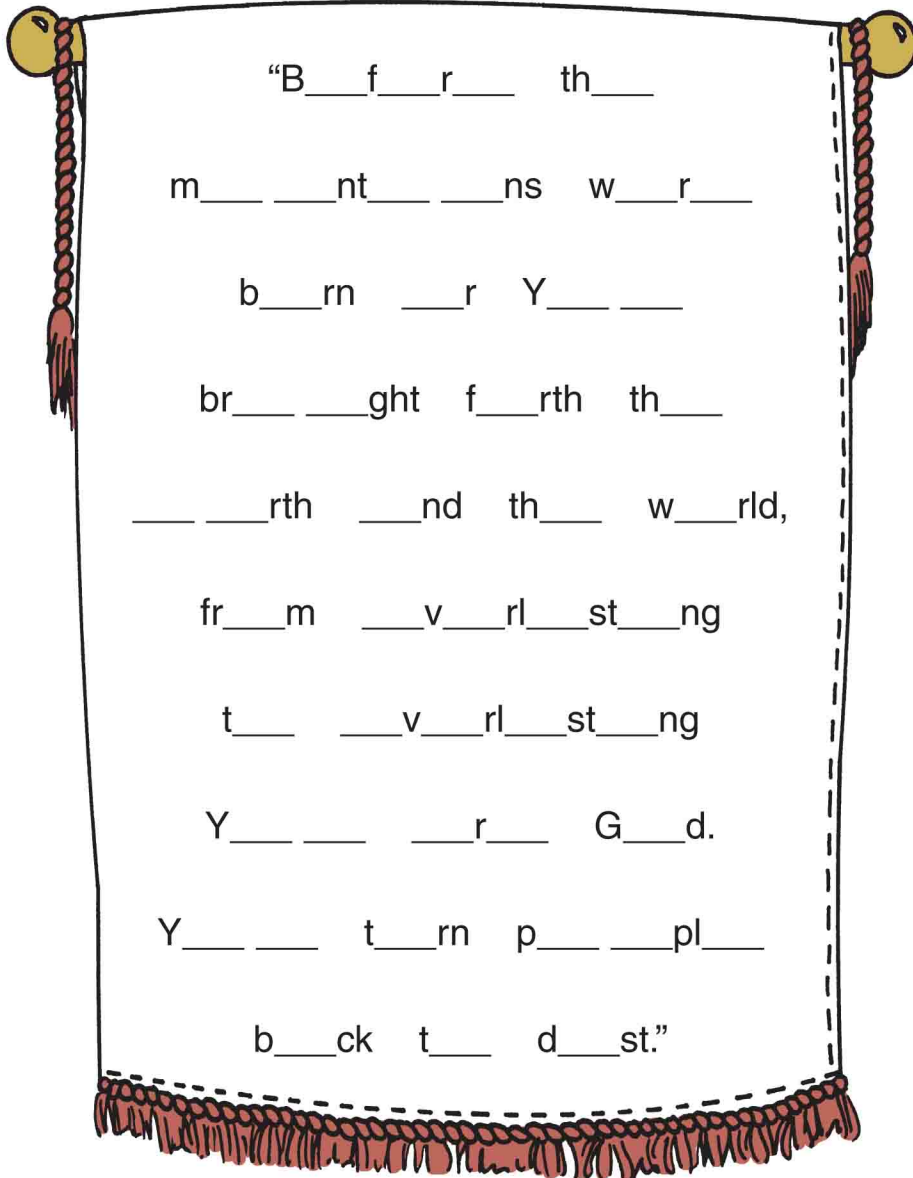 “B___f___r___ th___
m___ ___nt___ ___ns w___r___
b___rn ___r Y___ ___
br___ ___ght f___rth th___
___ ___rth ___nd th___ w___rld,
fr___m ___v___rl___st___ng
t___ ___v___rl___st___ng
Y___ ___ ___r___ G___d.
Y___ ___ t___rn p___ ___pl___
b___ck t___ d___st.”